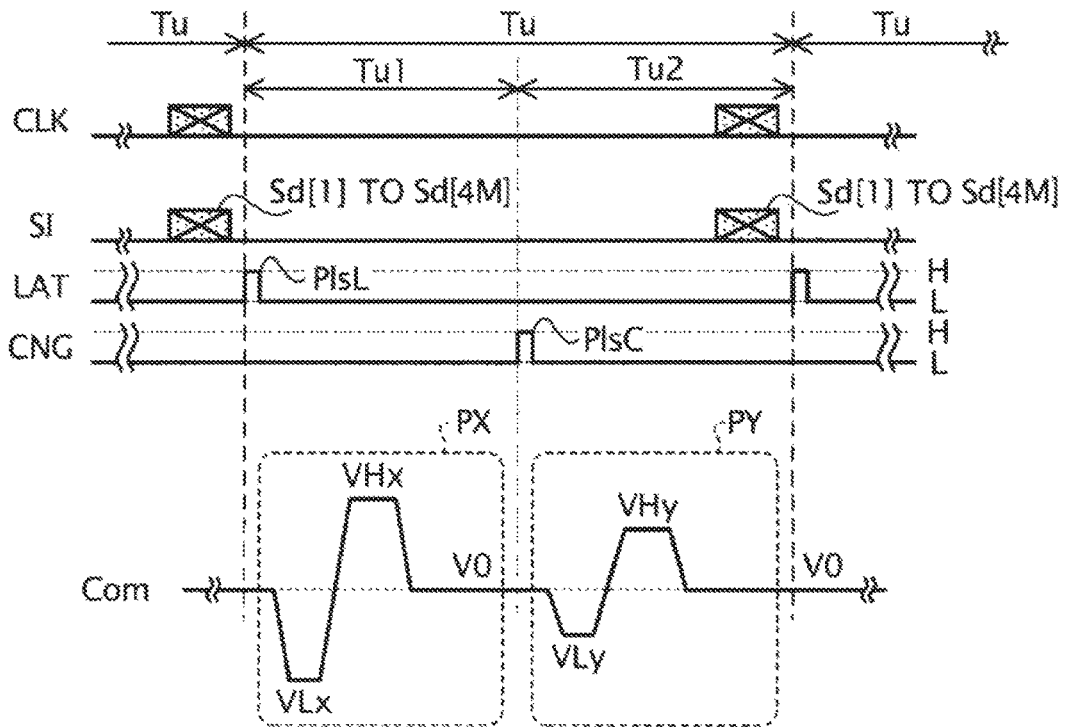 Tu Tu Tu
Tu1 Tu2
CLK
Sd[1] TO Sd[4M] Sd[1] TO Sd[4M]
SI
LAT PlsL H
L
CNG PlsC H
L
PX PY
VHx VHy
Com V0 V0
VLx VLy